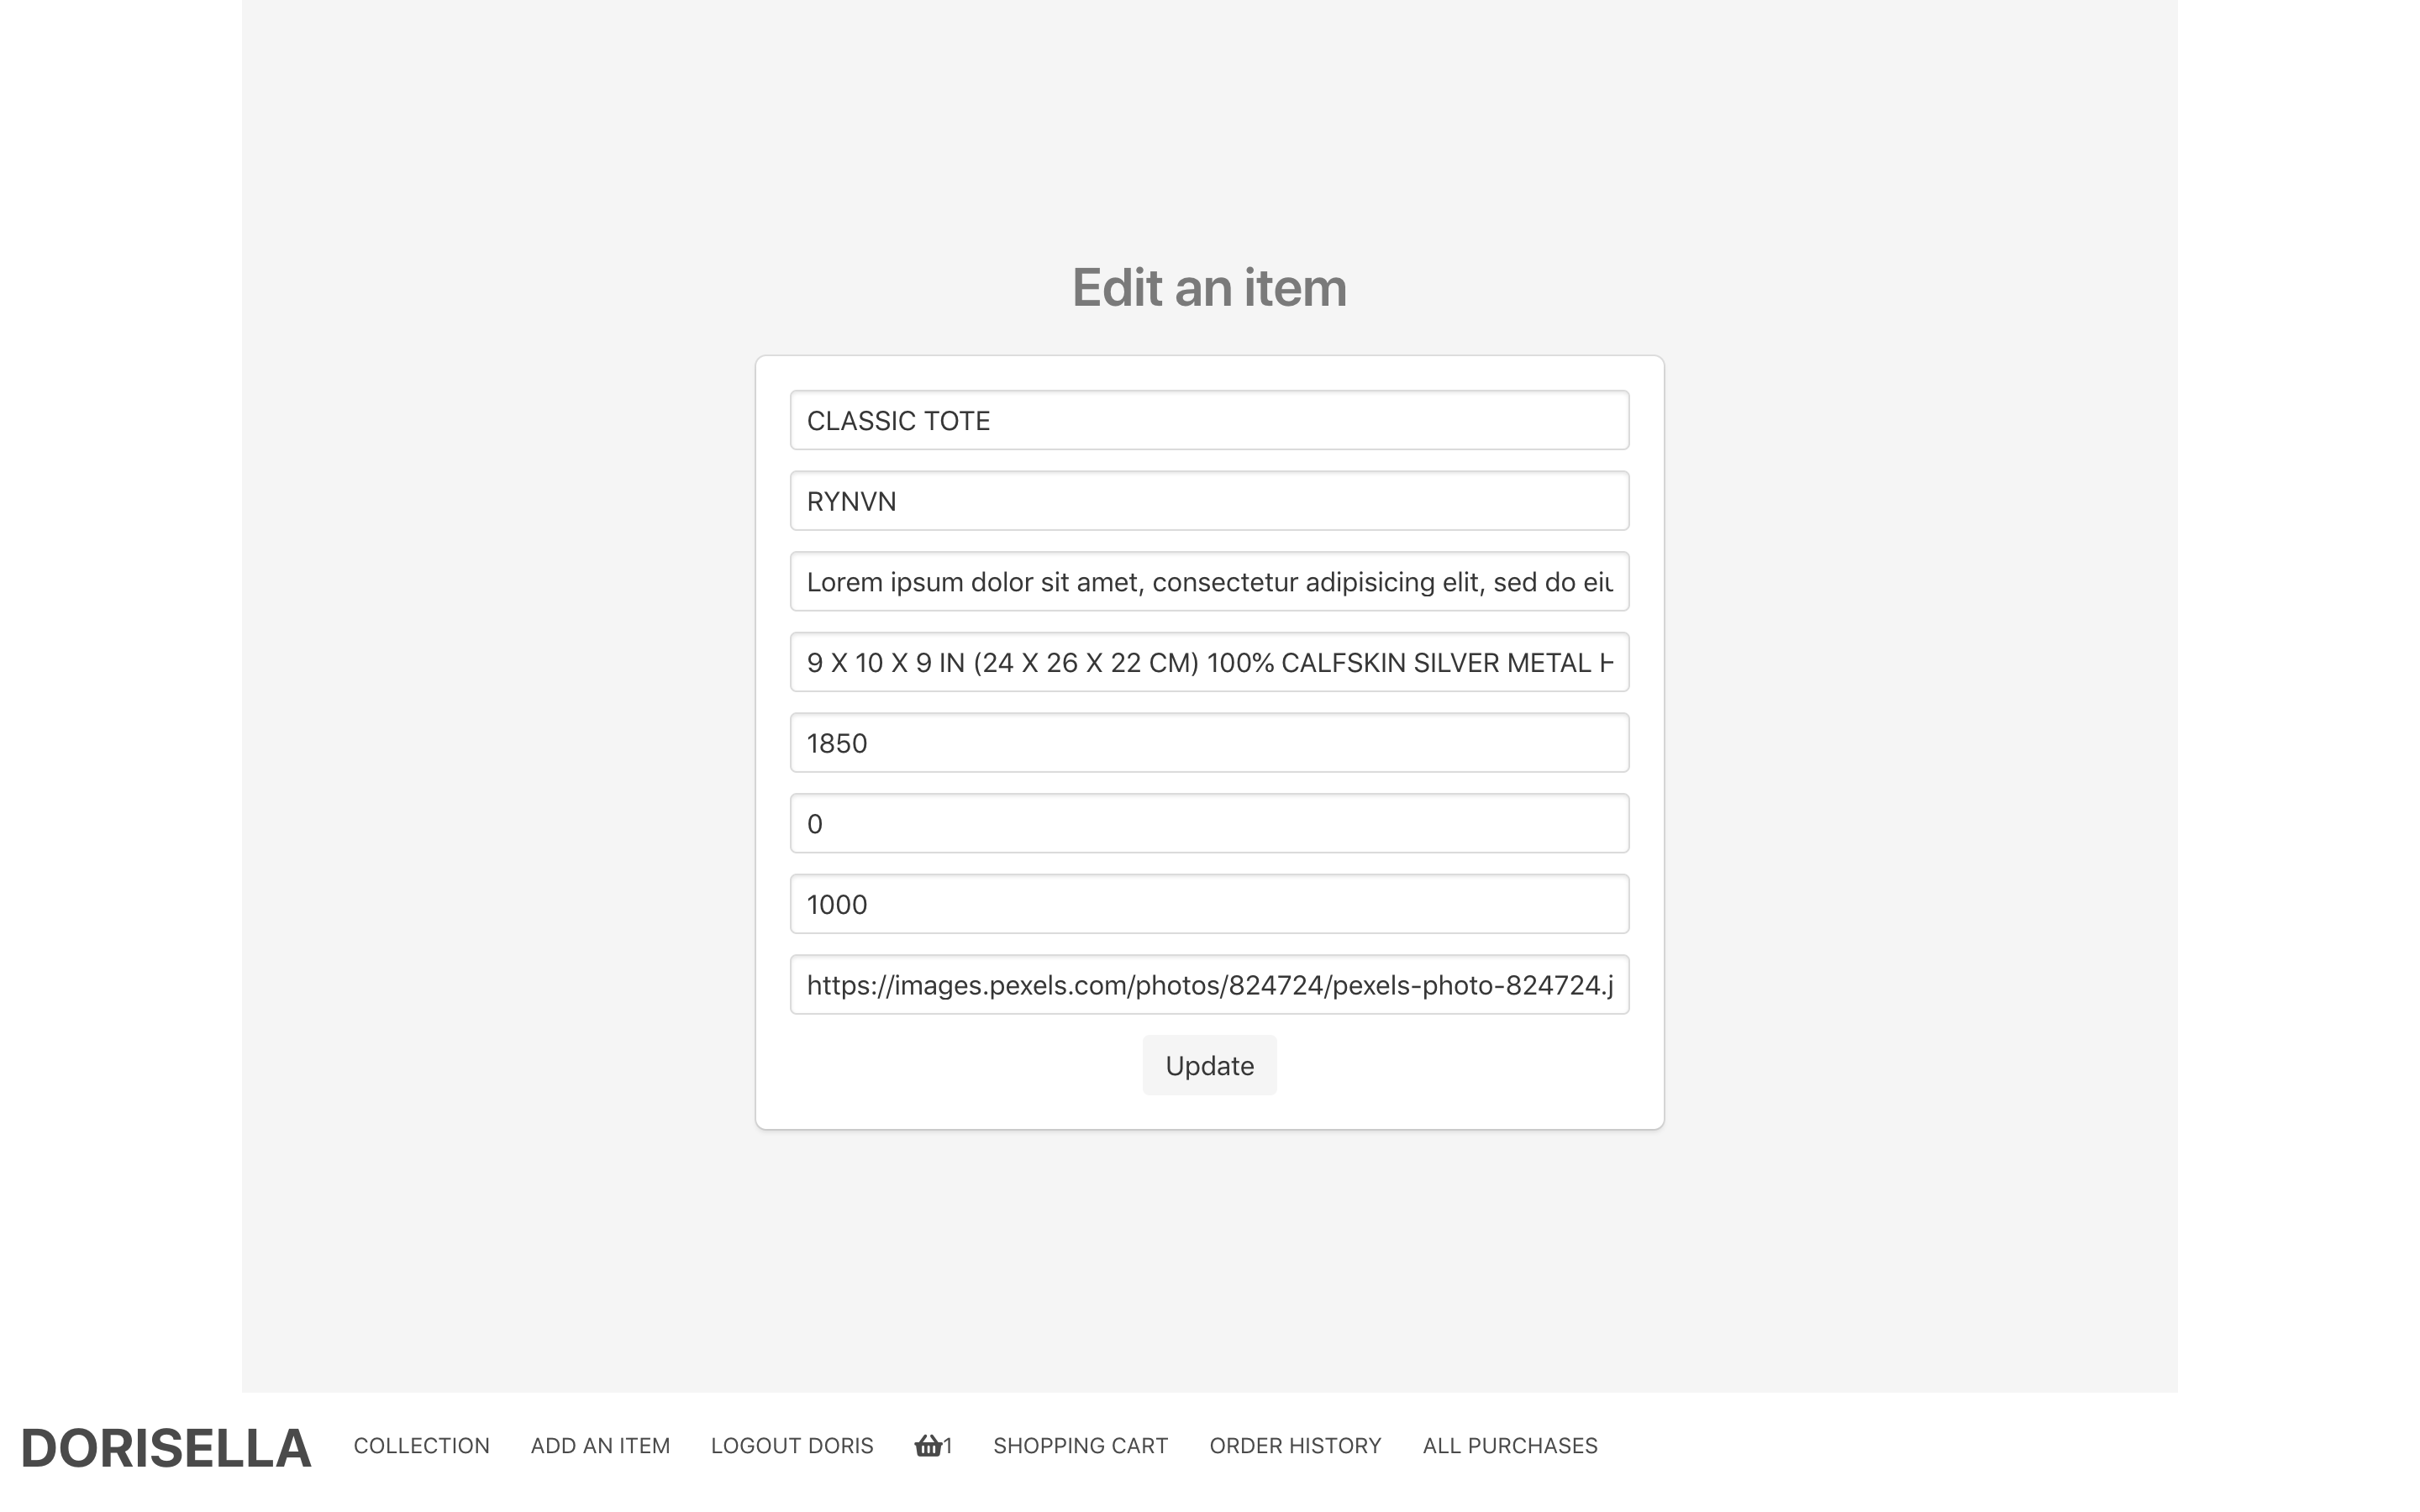 Edit an item
CLASSIC TOTE
RYNVN
Lorem ipsum dolor sit amet, consectetur adipisicing elit, sed do
9 X 10 X 9 IN (24 X 26 X 22 CM) 100% CALFSKIN SILVER METAL
1850
0
1000
https://images.pexels.com/photos/824724/pexels-photo-824724.j
Update
DORISELLA COLLECTION ADD AN ITEM LOGOUT DORIS 1 SHOPPING CART ORDER HISTORY ALL PURCHASES